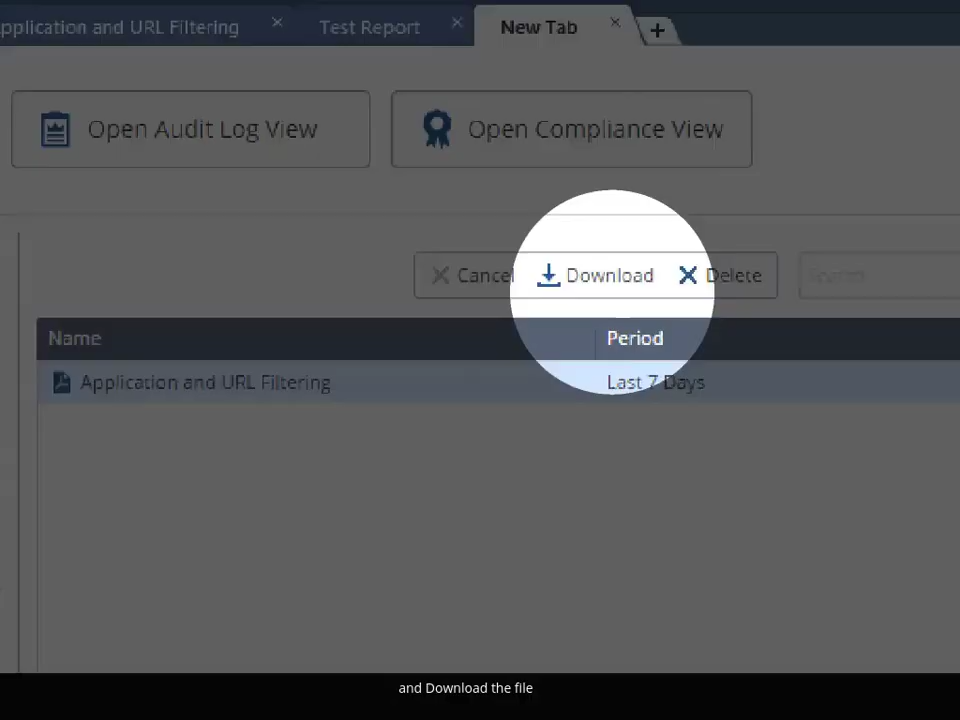 pplication and URL Filtering
Test Report
New Tab
Open Audit Log View
Open Compliance View
Cancel
Download
Delete
Search
Name
Period
Application and URL Filtering
Last 7 Days
and Download the file